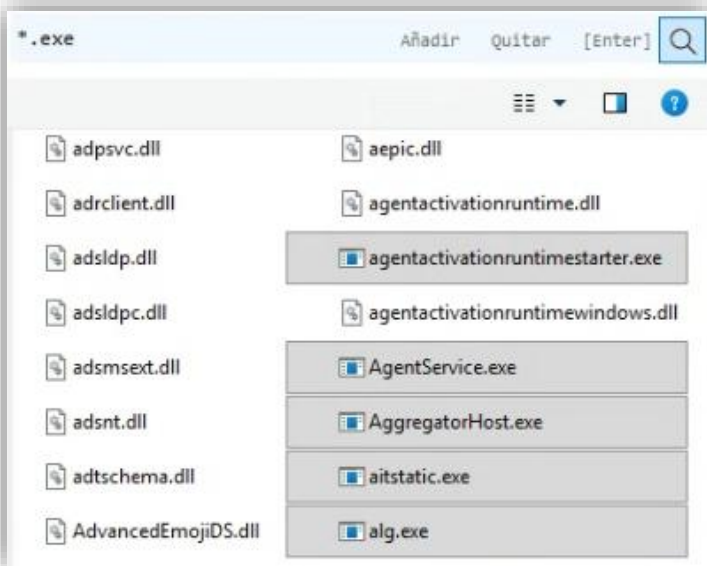 *.exe Añadir Quitar [Enter]
?
adpsvc.dll aepic.dll
adrclient.dll agentactivationruntime.dll
adsldp.dll agentactivationruntimestarter.exe
adsldpc.dll agentactivationruntimewindows.dll
adsmsext.dll AgentService.exe
adsnt.dll AggregatorHost.exe
adtschema.dll aitstatic.exe
AdvancedEmojiDS.dll alg.exe